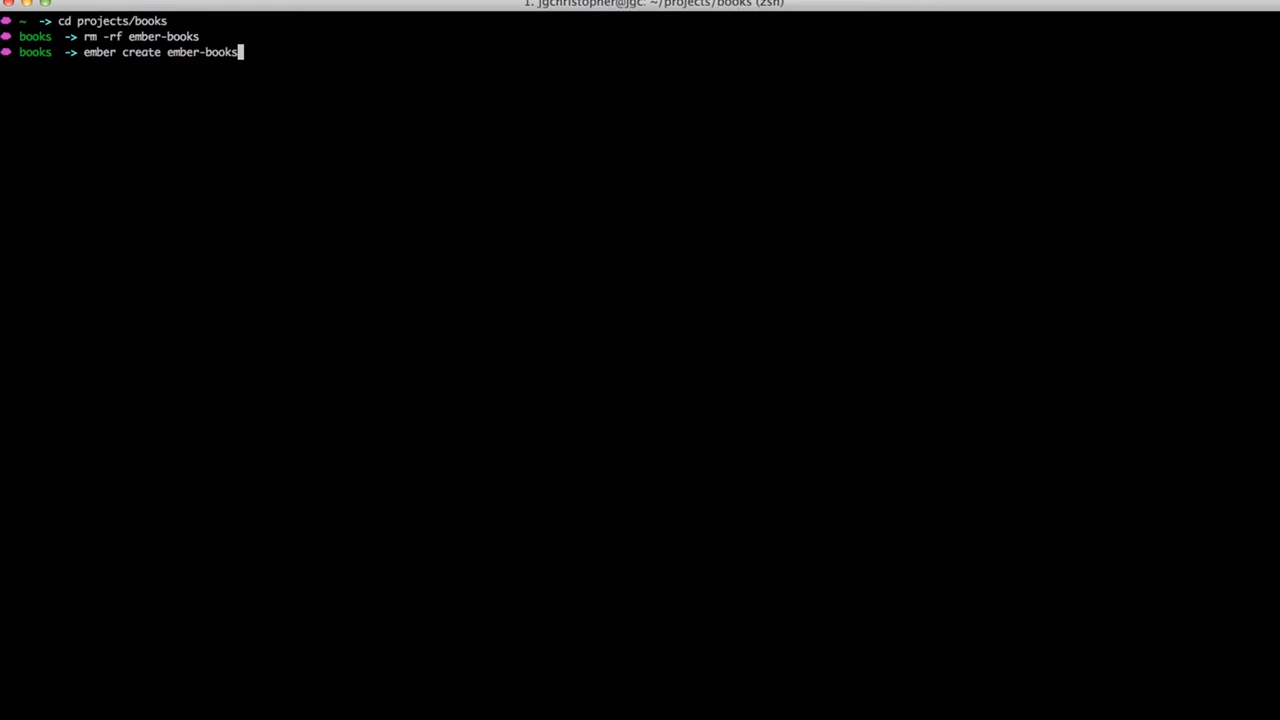 1. jgchristopher@jgc: ~/projects/books (zsh)
~ -> cd projects/books
books -> rm -rf ember-books
books -> ember create ember-books